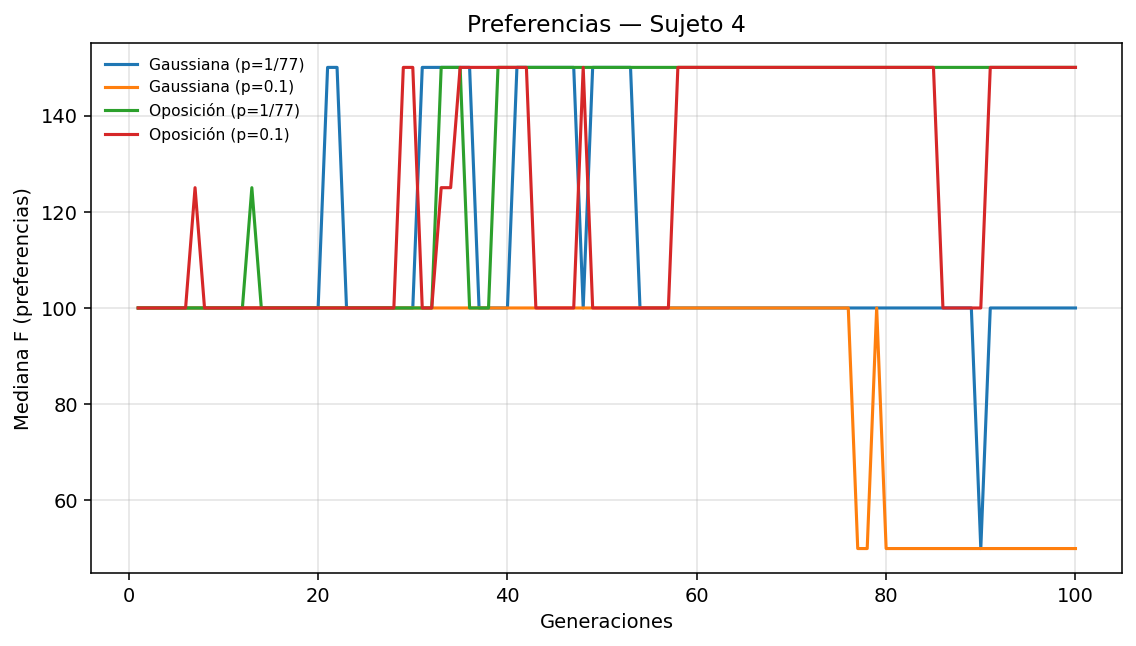 Preferencias — Sujeto 4
Gaussiana (p=1/77)
Gaussiana (p=0.1)
Oposición (p=1/77)
Oposición (p=0.1)
Mediana F (preferencias)
140
120
100
80
60
0 20 40 60 80 100
Generaciones